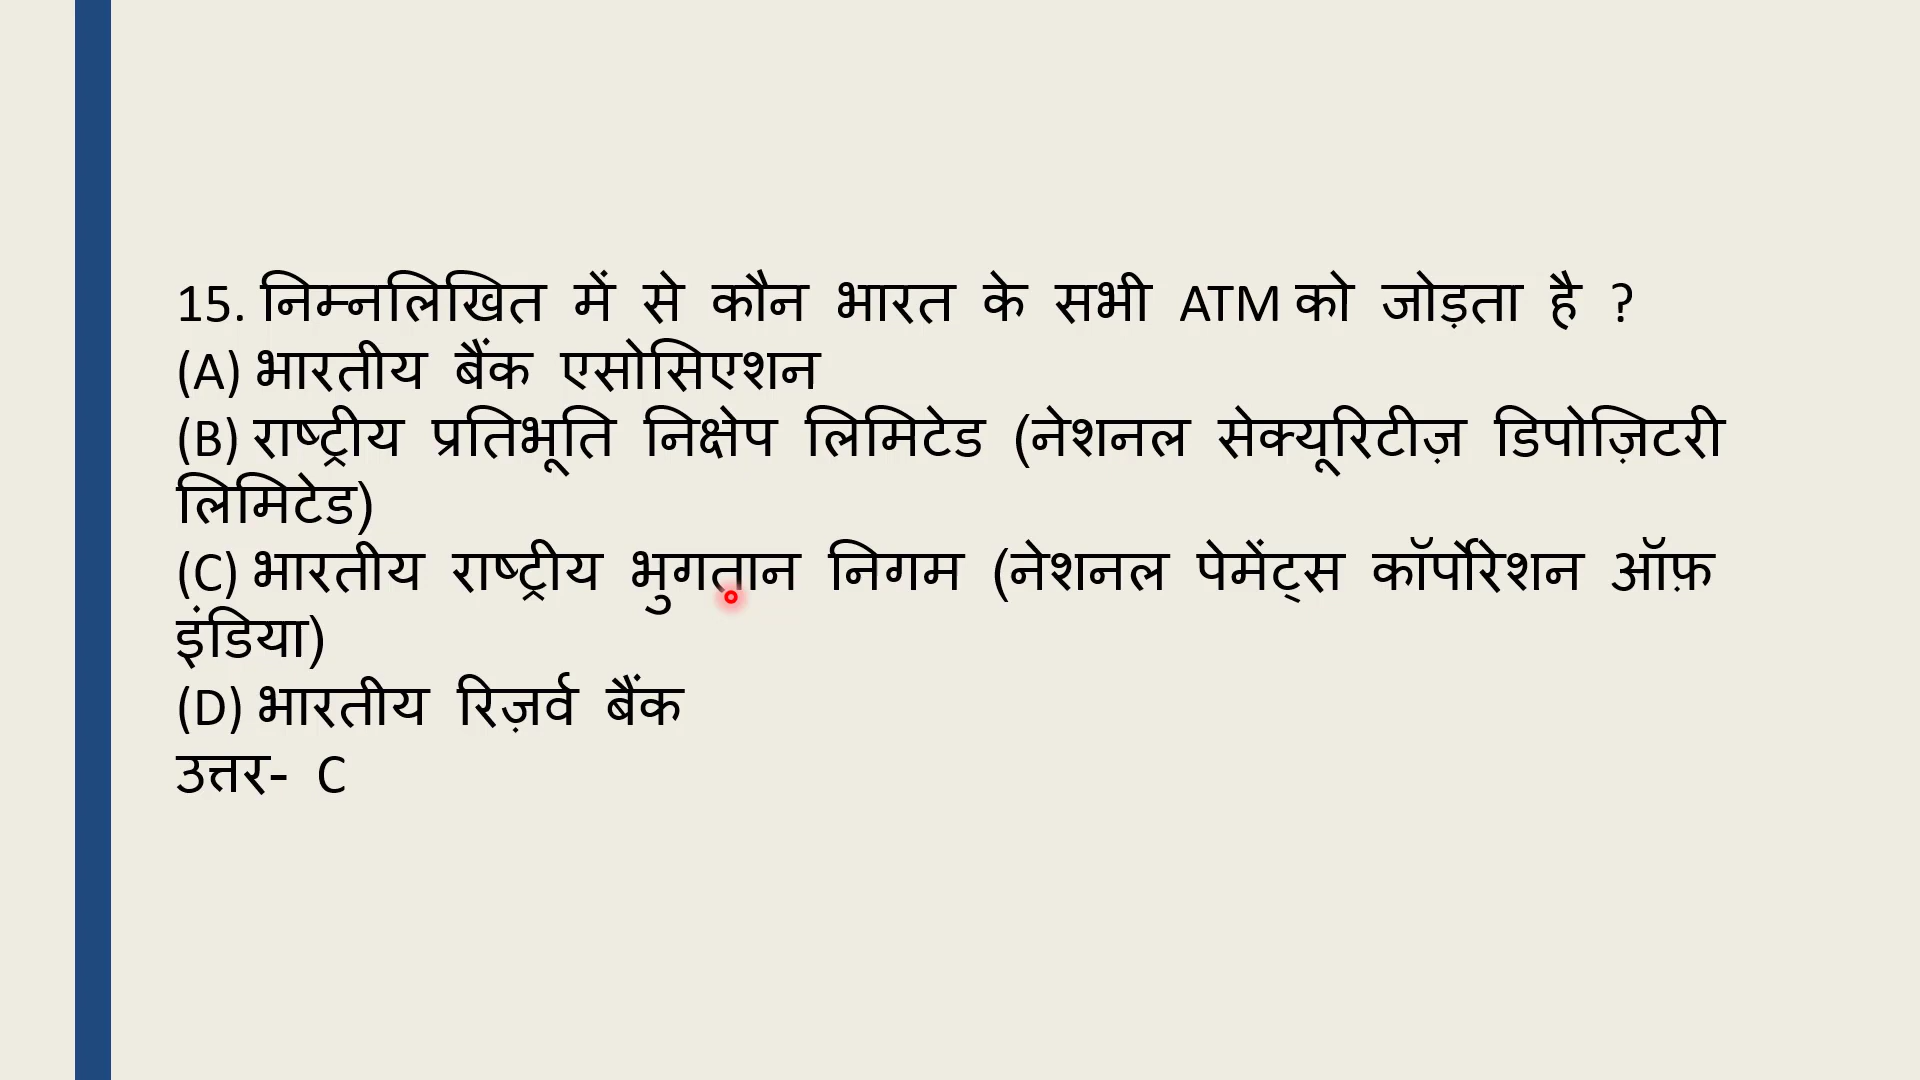 15. निम्नलिखित में से कौन भारत के सभी ATM को जोड़ता है ?
(A) भारतीय बैंक एसोसिएशन
(B) राष्ट्रीय प्रतिभूति निक्षेप लिमिटेड (नेशनल सेक्यूरिटीज़ डिपोज़िटरी
लिमिटेड)
(C) भारतीय राष्ट्रीय भुगतान निगम (नेशनल पेमेंट्स कॉर्पोरेशन ऑफ़
इंडिया)
(D) भारतीय रिज़र्व बैंक
उत्तर- C